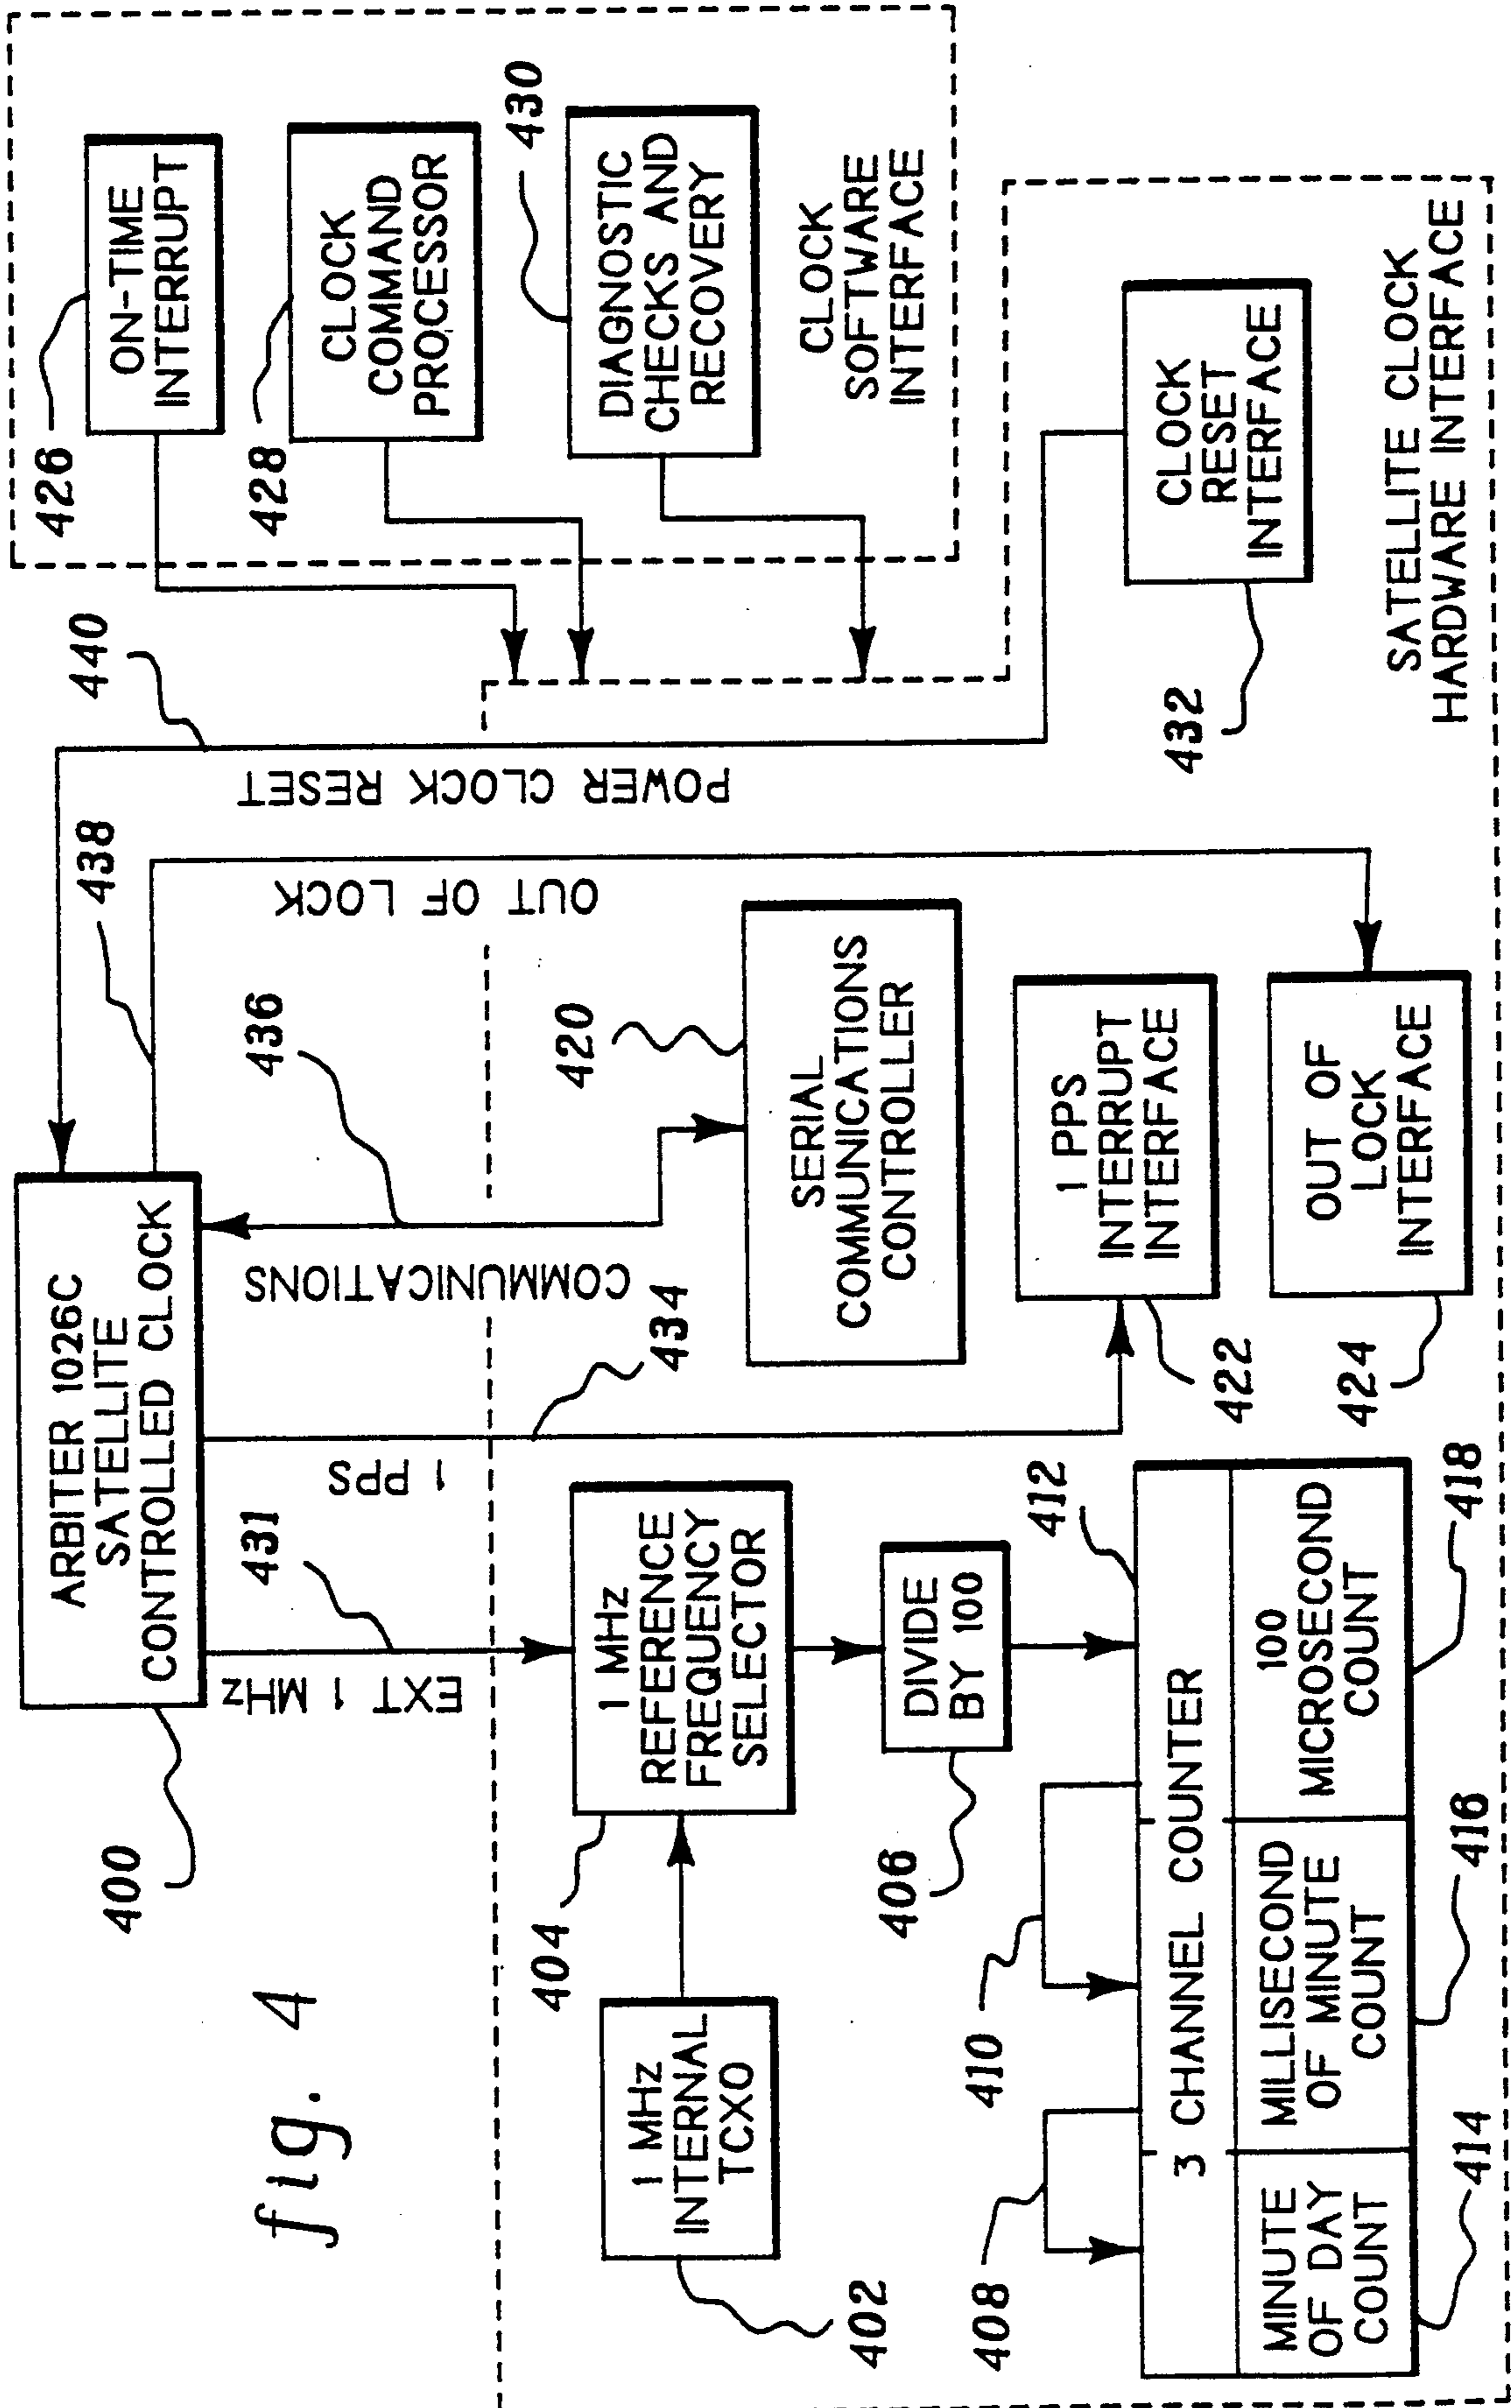 fig. 4
400
ARBITER 1026C
SATELLITE
CONTROLLED CLOCK
EXT 1 MHz
431
1 PPS
434
COMMUNICATIONS
436
OUT OF LOCK
438
POWER CLOCK RESET
440
426
ON-TIME
INTERRUPT
428
CLOCK
COMMAND
PROCESSOR
430
DIAGNOSTIC
CHECKS AND
RECOVERY
CLOCK
SOFTWARE
INTERFACE
402
1 MHz
INTERNAL
TCXO
404
1 MHz
REFERENCE
FREQUENCY
SELECTOR
406
DIVIDE
BY 100
408
410
412
3 CHANNEL COUNTER
MINUTE
OF DAY
COUNT
MILLISECOND
OF MINUTE
COUNT
100
MICROSECOND
COUNT
414
416
418
420
SERIAL
COMMUNICATIONS
CONTROLLER
1 PPS
INTERRUPT
INTERFACE
422
OUT OF
LOCK
INTERFACE
424
432
CLOCK
RESET
INTERFACE
SATELLITE CLOCK
HARDWARE INTERFACE